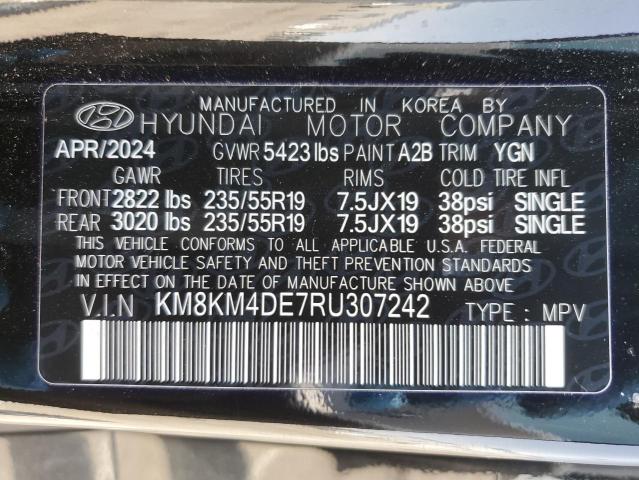 MANUFACTURED IN KOREA BY
HYUNDAI MOTOR COMPANY
APR/2024 GVWR 5423 lbs PAINT A2B TRIM YGN
GAWR TIRES RIMS COLD TIRE INFL
FRONT 2822 lbs 235/55R19 7.5JX19 38psi SINGLE
REAR 3020 lbs 235/55R19 7.5JX19 38psi SINGLE
THIS VEHICLE CONFORMS TO ALL APPLICABLE U.S.A. FEDERAL
MOTOR VEHICLE SAFETY AND THEFT PREVENTION STANDARDS
IN EFFECT ON THE DATE OF MANUFACTURE SHOWN ABOVE
V.I.N KM8KM4DE7RU307242 TYPE : MPV